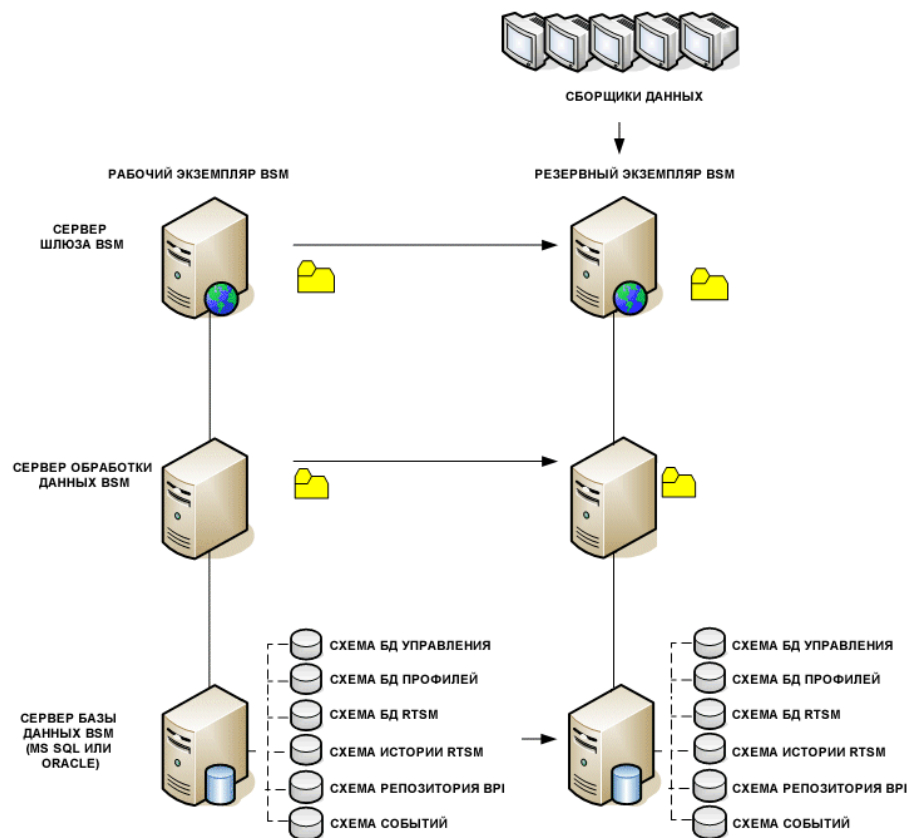 СБОРЩИКИ ДАННЫХ
РАБОЧИЙ ЭКЗЕМПЛЯР BSM
РЕЗЕРВНЫЙ ЭКЗЕМПЛЯР BSM
СЕРВЕР
ШЛЮЗА BSM
СЕРВЕР ОБРАБОТКИ
ДАННЫХ BSM
СЕРВЕР БАЗЫ
ДАННЫХ BSM
(MS SQL ИЛИ
ORACLE)
СХЕМА БД УПРАВЛЕНИЯ
СХЕМА БД ПРОФИЛЕЙ
СХЕМА БД RTSM
СХЕМА ИСТОРИИ RTSM
СХЕМА РЕПОЗИТОРИЯ BPI
СХЕМА СОБЫТИЙ
СХЕМА БД УПРАВЛЕНИЯ
СХЕМА БД ПРОФИЛЕЙ
СХЕМА БД RTSM
СХЕМА ИСТОРИИ RTSM
СХЕМА РЕПОЗИТОРИЯ BPI
СХЕМА СОБЫТИЙ